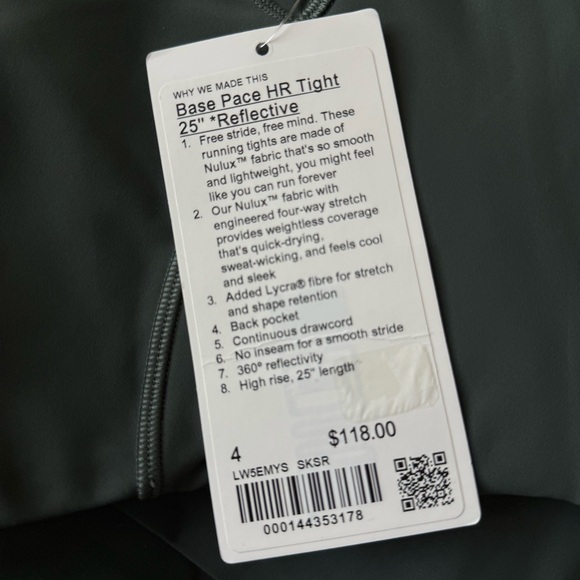 WHY WE MADE THIS
Base Pace HR Tight
25" *Reflective
1. Free stride, free mind. These
running tights are made of
Nulux™ fabric that's so smooth
and lightweight, you might feel
like you can run forever
2. Our Nulux™ fabric with
engineered four-way stretch
provides weightless coverage
that's quick-drying,
sweat-wicking, and feels cool
and sleek
3. Added Lycra® fibre for stretch
and shape retention
4. Back pocket
5. Continuous drawcord
6. No inseam for a smooth stride
7. 360º reflectivity
8. High rise, 25" length
4 $118.00
LW5EMYS SKSR
000144353178